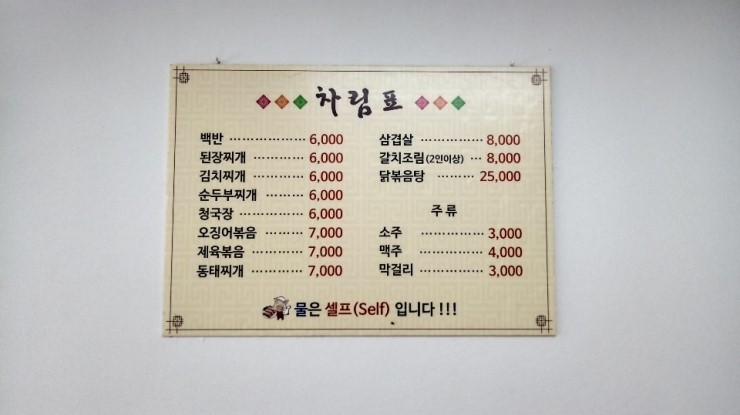 차림표
백반 6,000
된장찌개 6,000
김치찌개 6,000
순두부찌개 6,000
청국장 6,000
오징어볶음 7,000
제육볶음 7,000
동태찌개 7,000
삼겹살 8,000
갈치조림(2인이상) 8,000
닭볶음탕 25,000
주 류
소주 3,000
맥주 4,000
막걸리 3,000
물은 셀프(Self) 입니다 !!!